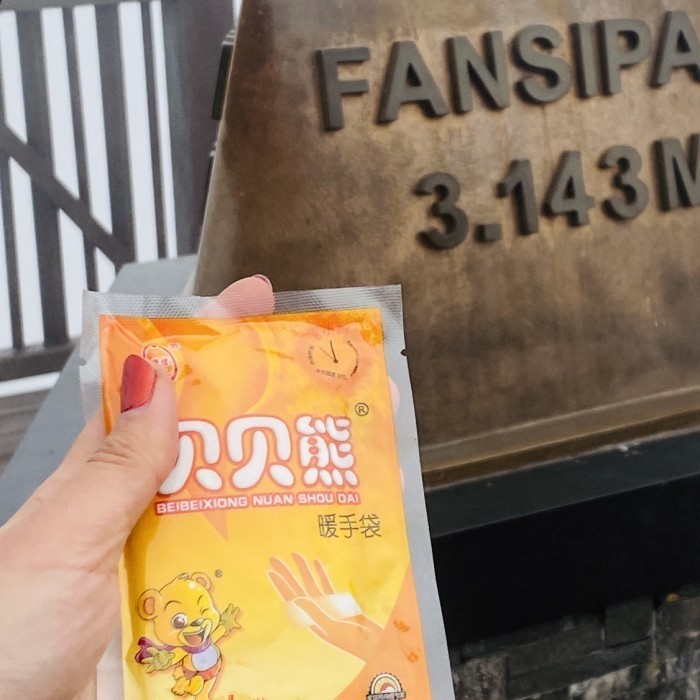 FANSIPA
3.143M
贝贝熊®
BEIBEIXIONG NUAN SHOU DAI
暖手袋
®